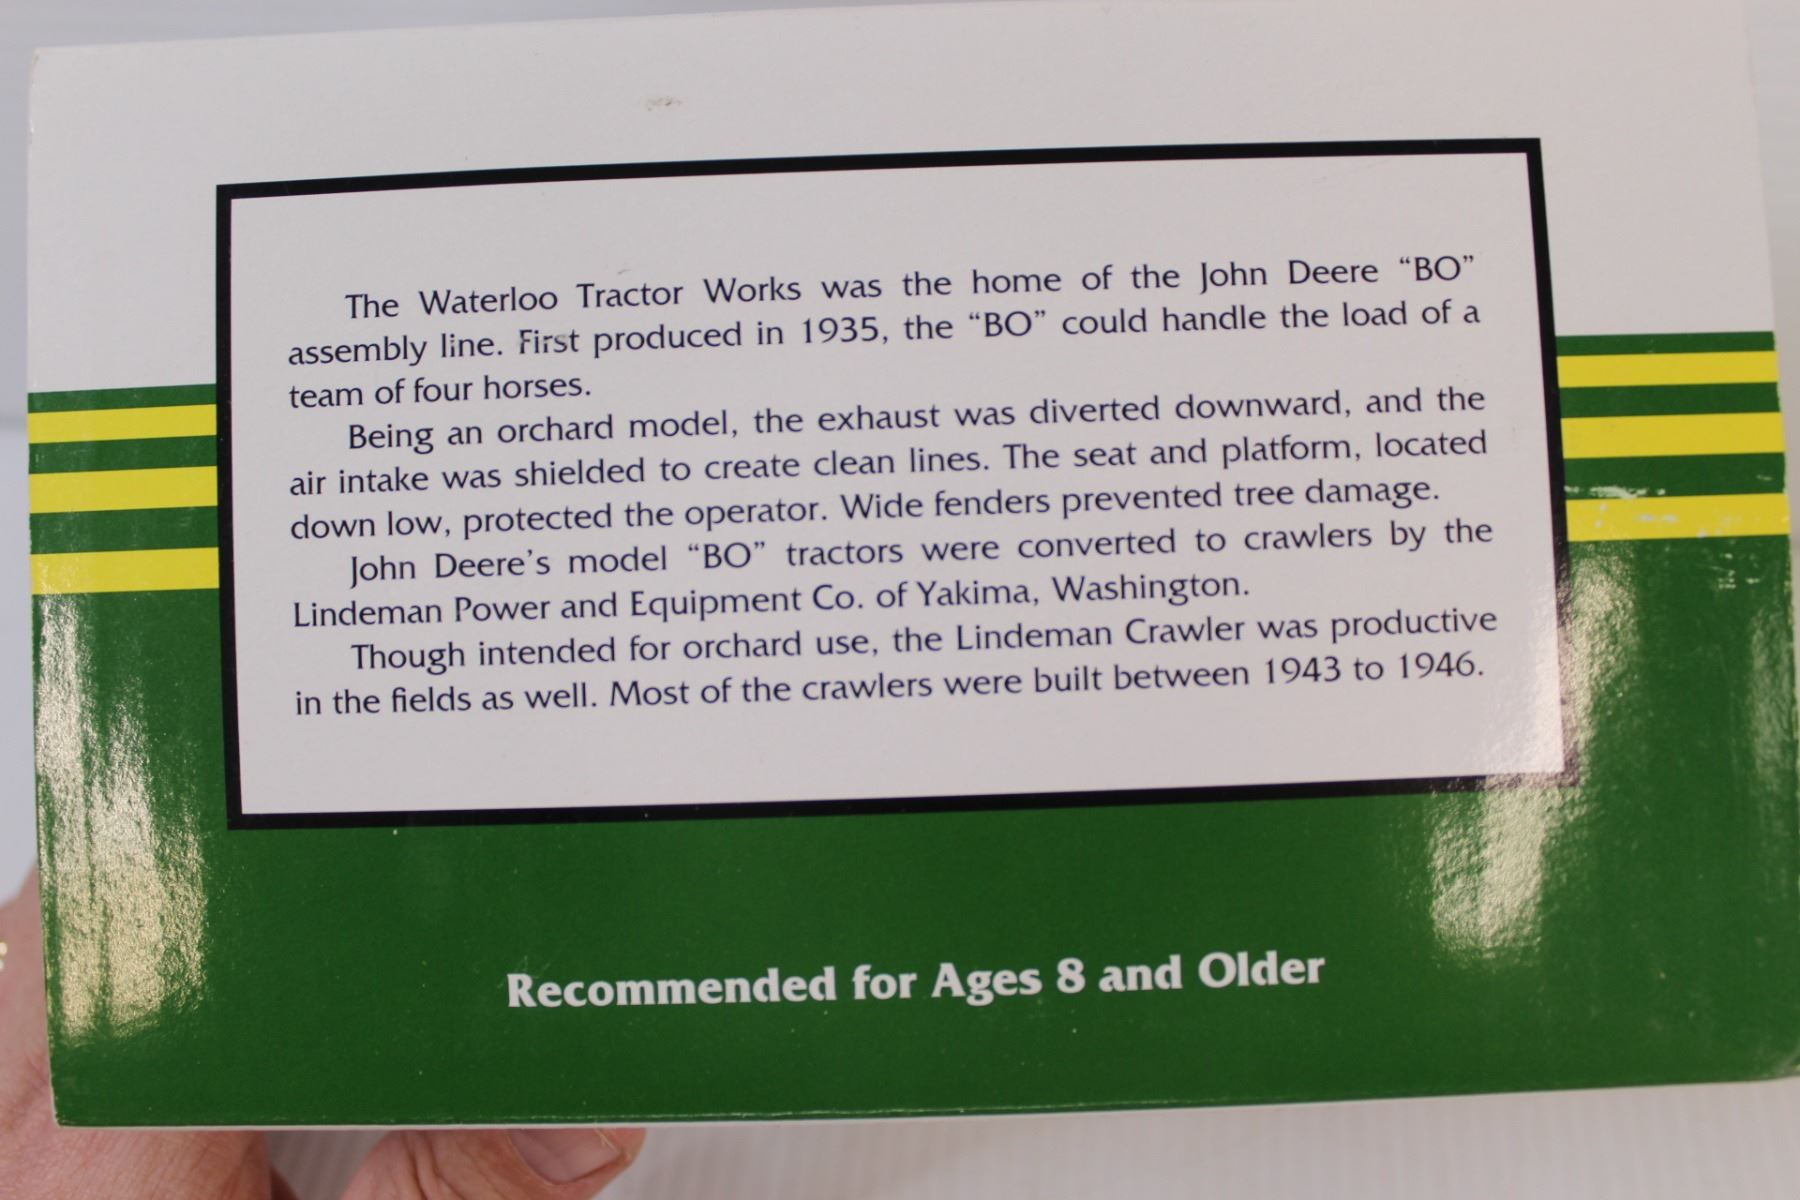 The Waterloo Tractor Works was the home of the John Deere “BO”
assembly line. First produced in 1935, the “BO” could handle the load of a
team of four horses.
Being an orchard model, the exhaust was diverted downward, and the
air intake was shielded to create clean lines. The seat and platform, located
down low, protected the operator. Wide fenders prevented tree damage.
John Deere’s model “BO” tractors were converted to crawlers by the
Lindeman Power and Equipment Co. of Yakima, Washington.
Though intended for orchard use, the Lindeman Crawler was productive
in the fields as well. Most of the crawlers were built between 1943 to 1946.
Recommended for Ages 8 and Older